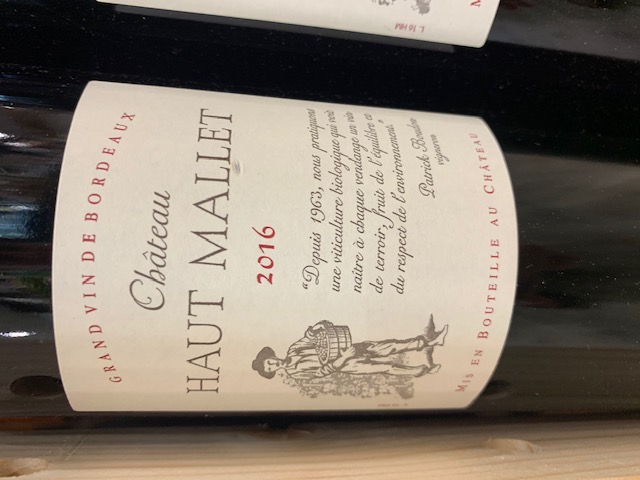 GRAND VIN DE BORDEAUX
Château
HAUT MALLET
2016
"Depuis 1963, nous pratiquons
une viticulture biologique qui voit
naître à chaque vendange un vin
de terroir, fruit de l'équilibre et
du respect de l'environnement."
Patrick Boudon
vigneron
MIS EN BOUTEILLE AU CHÂTEAU